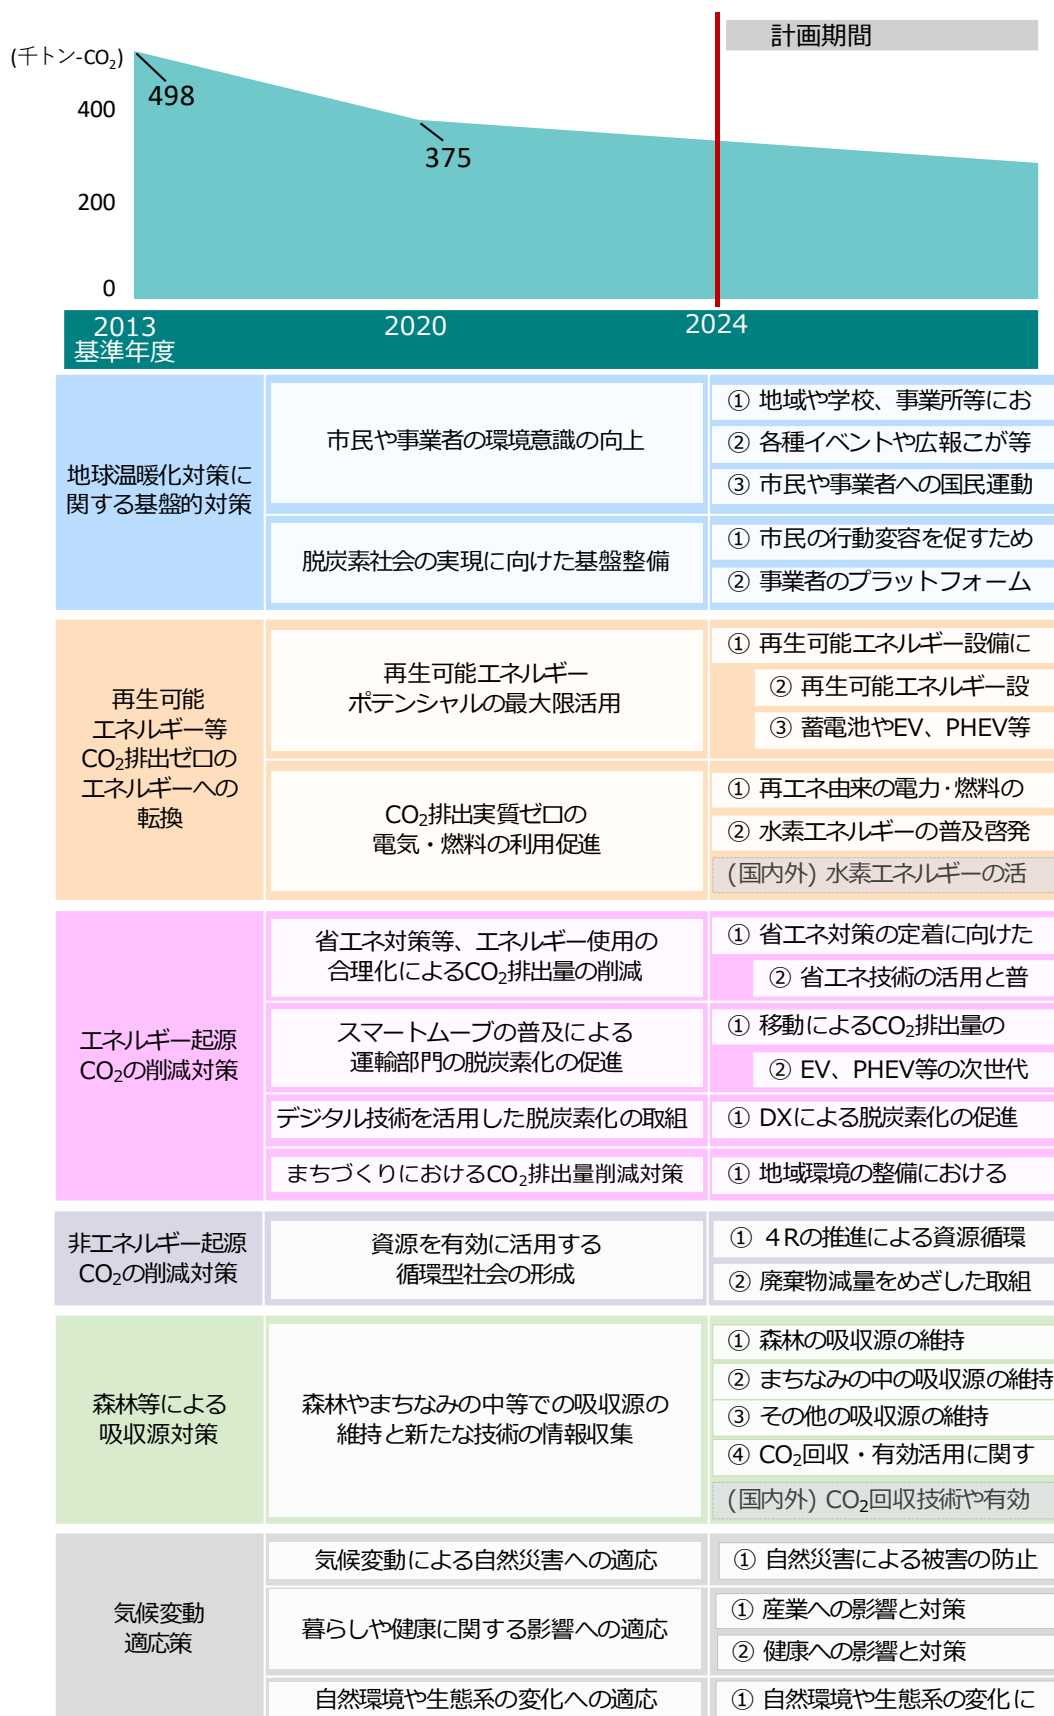 計画期間
(千トン-CO₂)
498
400
375
200
0
2013
基準年度
2020
2024
地球温暖化対策に
関する基盤的対策
市民や事業者の環境意識の向上
① 地域や学校、事業所等にお
② 各種イベントや広報こが等
③ 市民や事業者への国民運動
脱炭素社会の実現に向けた基盤整備
① 市民の行動変容を促すため
② 事業者のプラットフォーム
再生可能
エネルギー等
CO₂排出ゼロの
エネルギーへの
転換
再生可能エネルギー
ポテンシャルの最大限活用
① 再生可能エネルギー設備に
② 再生可能エネルギー設
③ 蓄電池やEV、PHEV等
CO₂排出実質ゼロの
電気・燃料の利用促進
① 再エネ由来の電力・燃料の
② 水素エネルギーの普及啓発
(国内外) 水素エネルギーの活
エネルギー起源
CO₂の削減対策
省エネ対策等、エネルギー使用の
合理化によるCO₂排出量の削減
① 省エネ対策の定着に向けた
② 省エネ技術の活用と普
スマートムーブの普及による
運輸部門の脱炭素化の促進
① 移動によるCO₂排出量の
② EV、PHEV等の次世代
デジタル技術を活用した脱炭素化の取組
① DXによる脱炭素化の促進
まちづくりにおけるCO₂排出量削減対策
① 地域環境の整備における
非エネルギー起源
CO₂の削減対策
資源を有効に活用する
循環型社会の形成
① ４Rの推進による資源循環
② 廃棄物減量をめざした取組
森林等による
吸収源対策
森林やまちなみの中等での吸収源の
維持と新たな技術の情報収集
① 森林の吸収源の維持
② まちなみの中の吸収源の維持
③ その他の吸収源の維持
④ CO₂回収・有効活用に関す
(国内外) CO₂回収技術や有効
気候変動
適応策
気候変動による自然災害への適応
① 自然災害による被害の防止
暮らしや健康に関する影響への適応
① 産業への影響と対策
② 健康への影響と対策
自然環境や生態系の変化への適応
① 自然環境や生態系の変化に